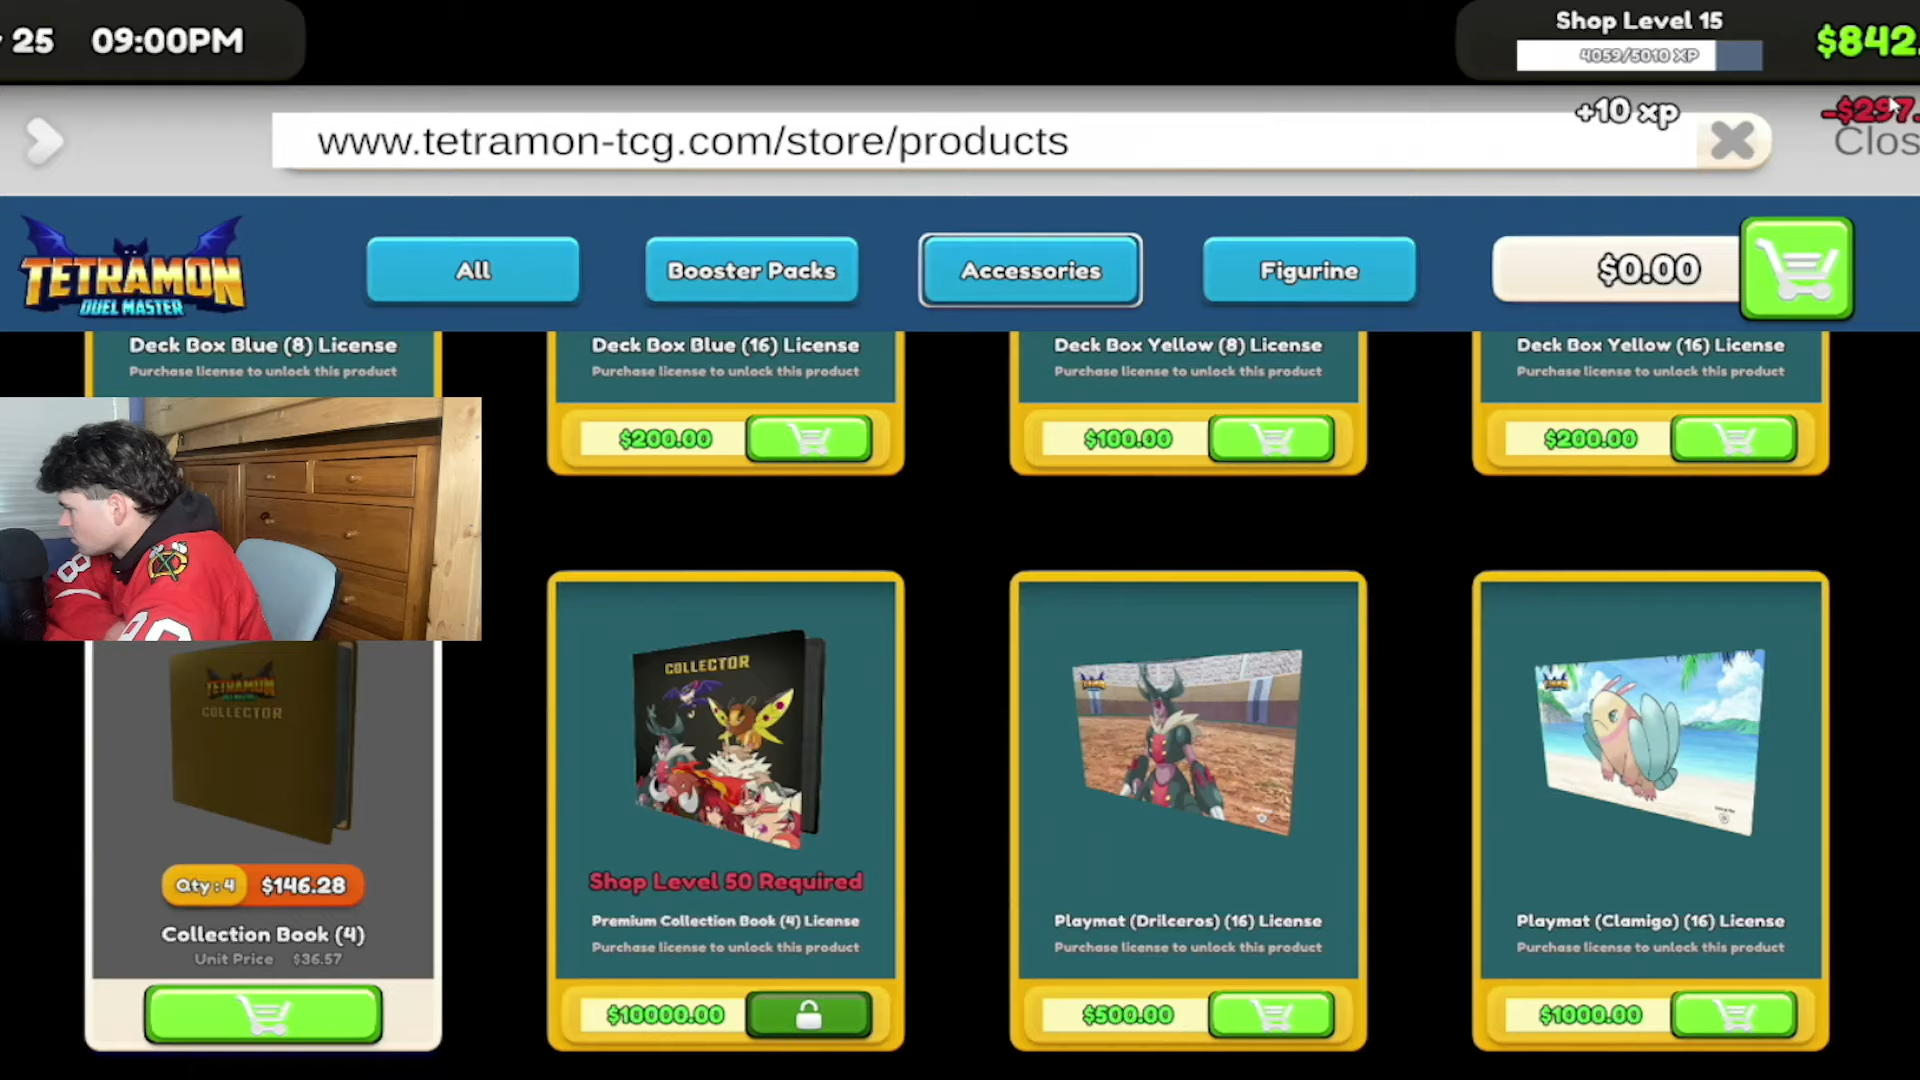 25 09:00PM
Shop Level 15
4059/5010 XP
$842.
+10 xp
-$297.
www.tetramon-tcg.com/store/products
Clos
TETRAMON
DUEL MASTER
All
Booster Packs
Accessories
Figurine
$0.00
Deck Box Blue (8) License
Purchase license to unlock this product
Deck Box Blue (16) License
Purchase license to unlock this product
$200.00
Deck Box Yellow (8) License
Purchase license to unlock this product
$100.00
Deck Box Yellow (16) License
Purchase license to unlock this product
$200.00
TETRAMON
COLLECTOR
Qty : 4 $146.28
Collection Book (4)
Unit Price $36.57
COLLECTOR
Shop Level 50 Required
Premium Collection Book (4) License
Purchase license to unlock this product
$10000.00
Playmat (Drilceros) (16) License
Purchase license to unlock this product
$500.00
Playmat (Clamigo) (16) License
Purchase license to unlock this product
$1000.00